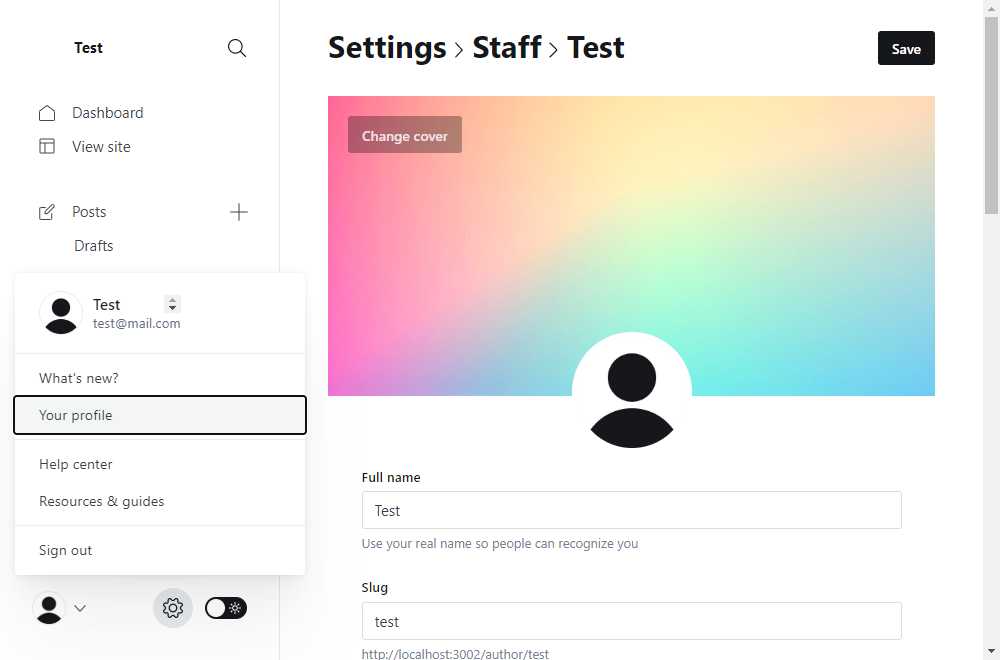 Test
Dashboard
View site
Posts
Drafts
Test
test@mail.com
What's new?
Your profile
Help center
Resources & guides
Sign out
Settings › Staff › Test
Save
Change cover
Full name
Test
Use your real name so people can recognize you
Slug
test
http://localhost:3002/author/test